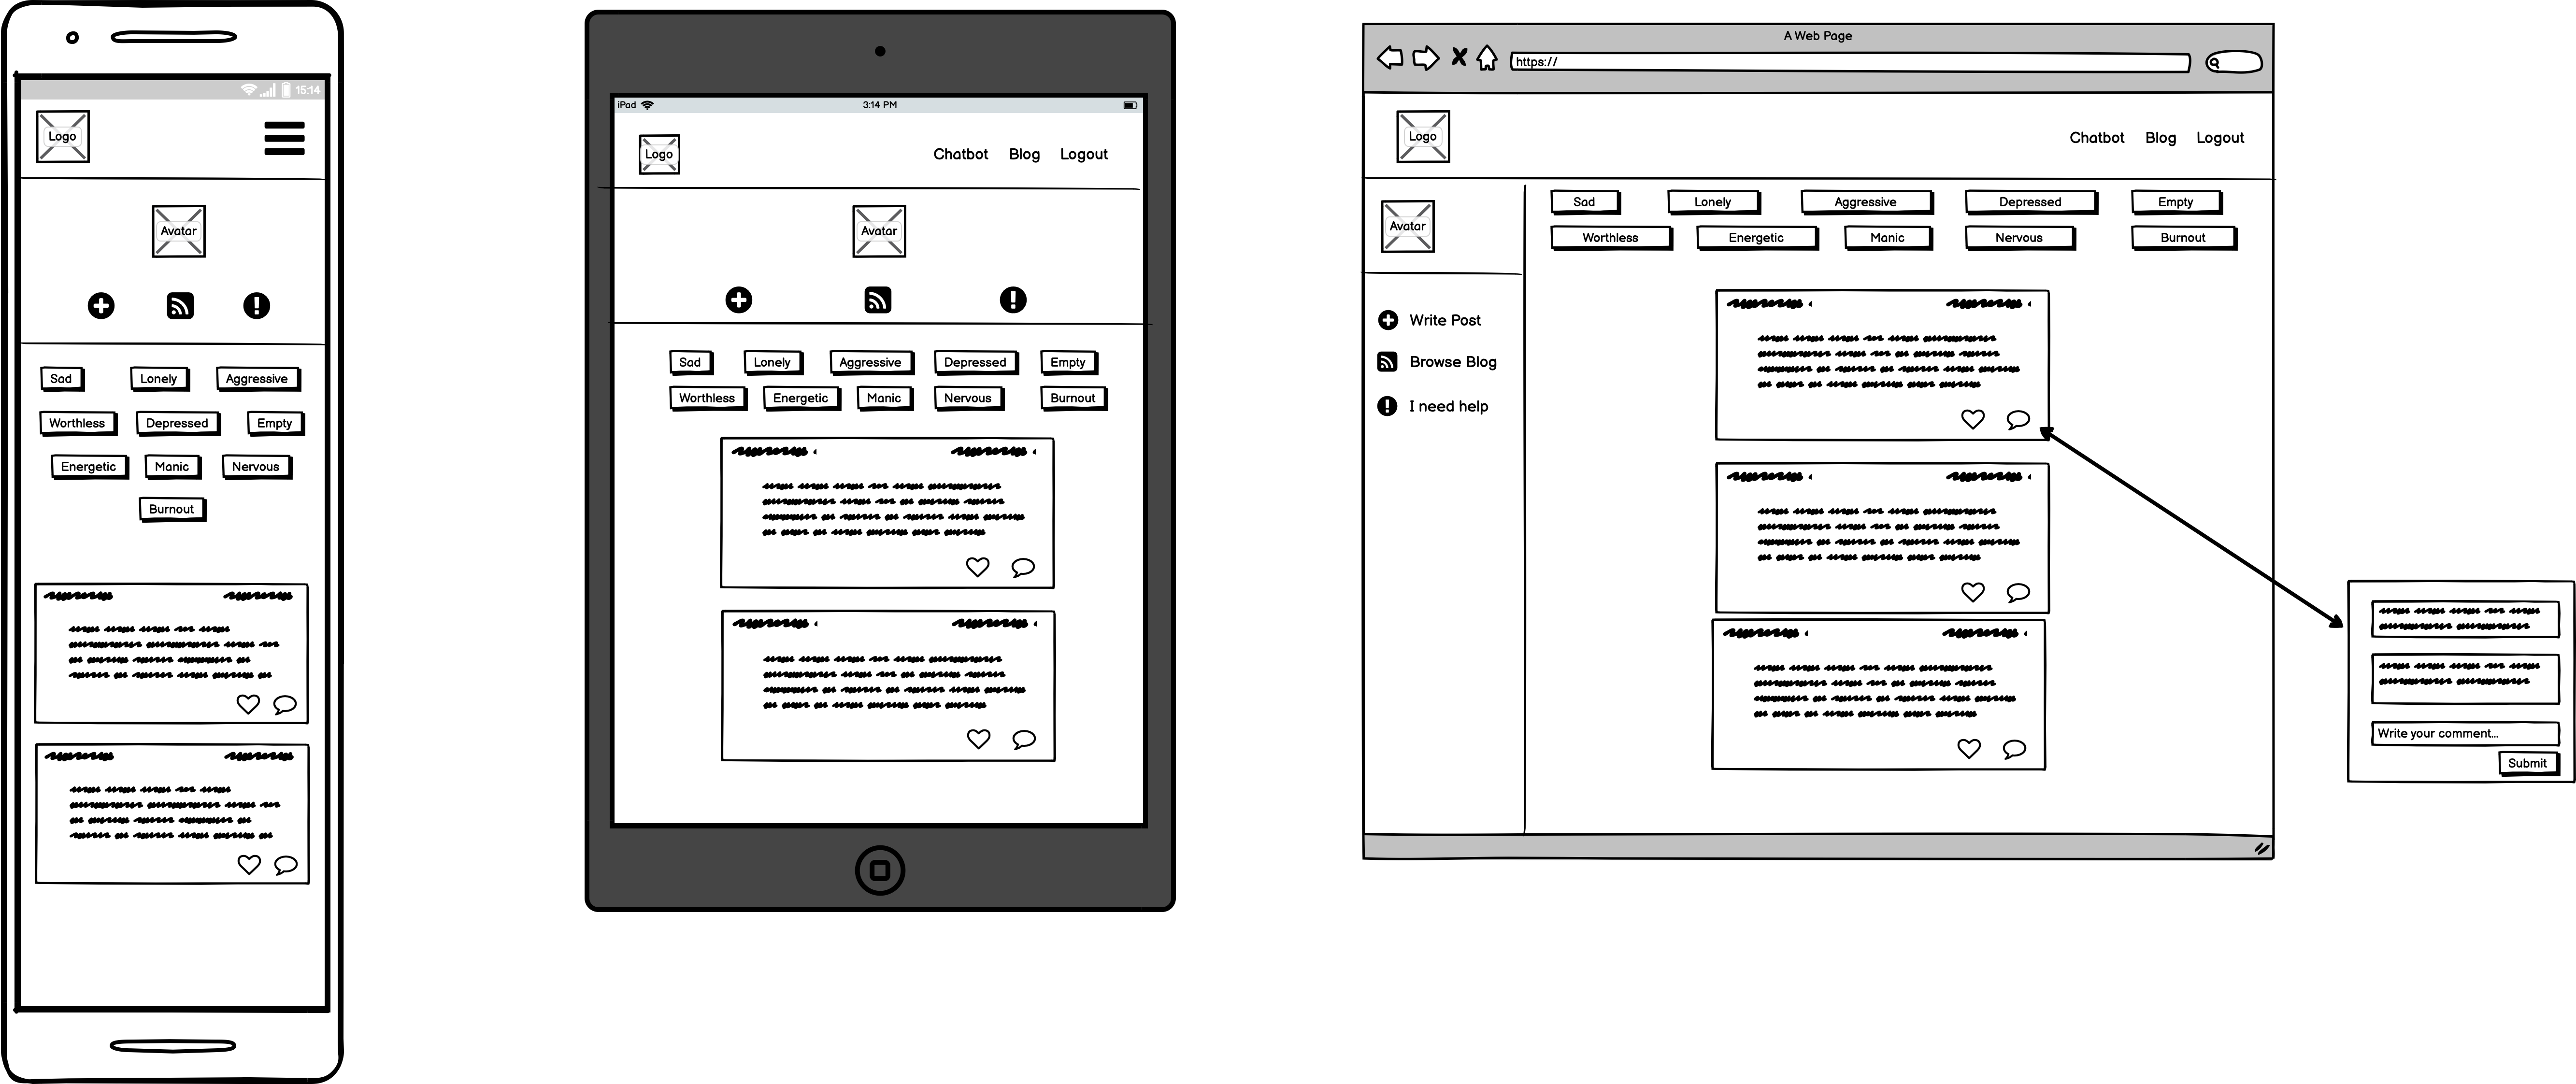 15:14
Logo
Avatar
Sad Lonely Aggressive
Worthless Depressed Empty
Energetic Manic Nervous
Burnout
iPad 3:14 PM
Logo Chatbot Blog Logout
Avatar
Sad Lonely Aggressive Depressed Empty
Worthless Energetic Manic Nervous Burnout
A Web Page
https://
Logo Chatbot Blog Logout
Avatar
Write Post
Browse Blog
I need help
Sad Lonely Aggressive Depressed Empty
Worthless Energetic Manic Nervous Burnout
Write your comment...
Submit